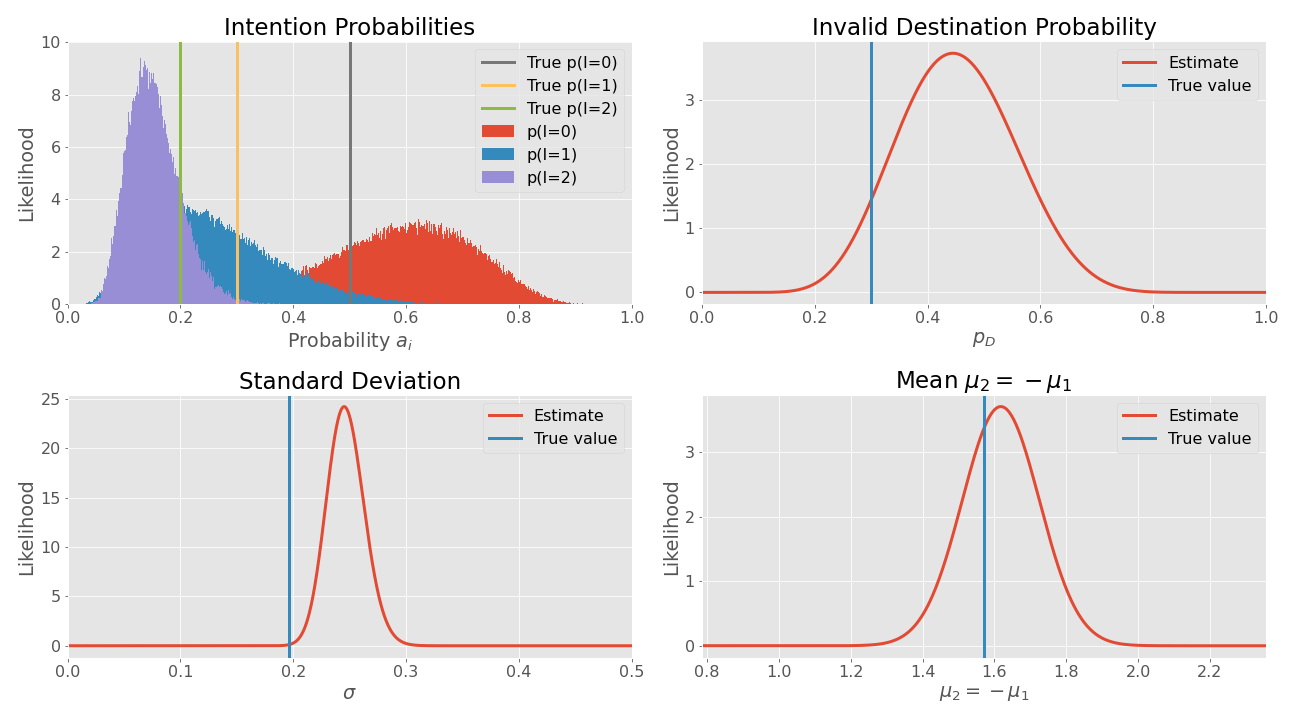 Intention Probabilities
10
8
6
4
2
0
Likelihood
True p(I=0)
True p(I=1)
True p(I=2)
p(I=0)
p(I=1)
p(I=2)
0.0 0.2 0.4 0.6 0.8 1.0
Probability a_i
Invalid Destination Probability
3
2
1
0
Likelihood
Estimate
True value
0.0 0.2 0.4 0.6 0.8 1.0
p_D
Standard Deviation
25
20
15
10
5
0
Likelihood
Estimate
True value
0.0 0.1 0.2 0.3 0.4 0.5
σ
Mean μ₂ = −μ₁
3
2
1
0
Likelihood
Estimate
True value
0.8 1.0 1.2 1.4 1.6 1.8 2.0 2.2
μ₂ = −μ₁